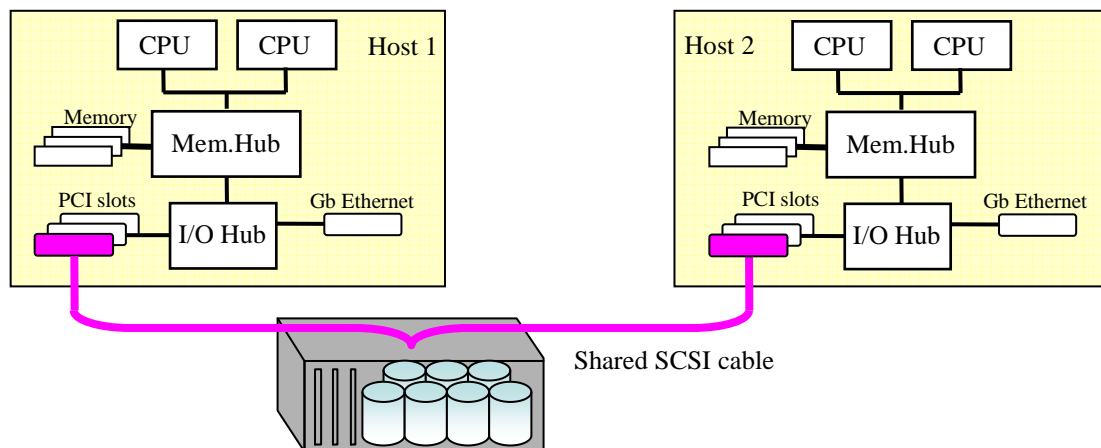 Host 1
CPU
CPU
Memory
Mem.Hub
PCI slots
Gb Ethernet
I/O Hub
Host 2
CPU
CPU
Memory
Mem.Hub
PCI slots
Gb Ethernet
I/O Hub
Shared SCSI cable